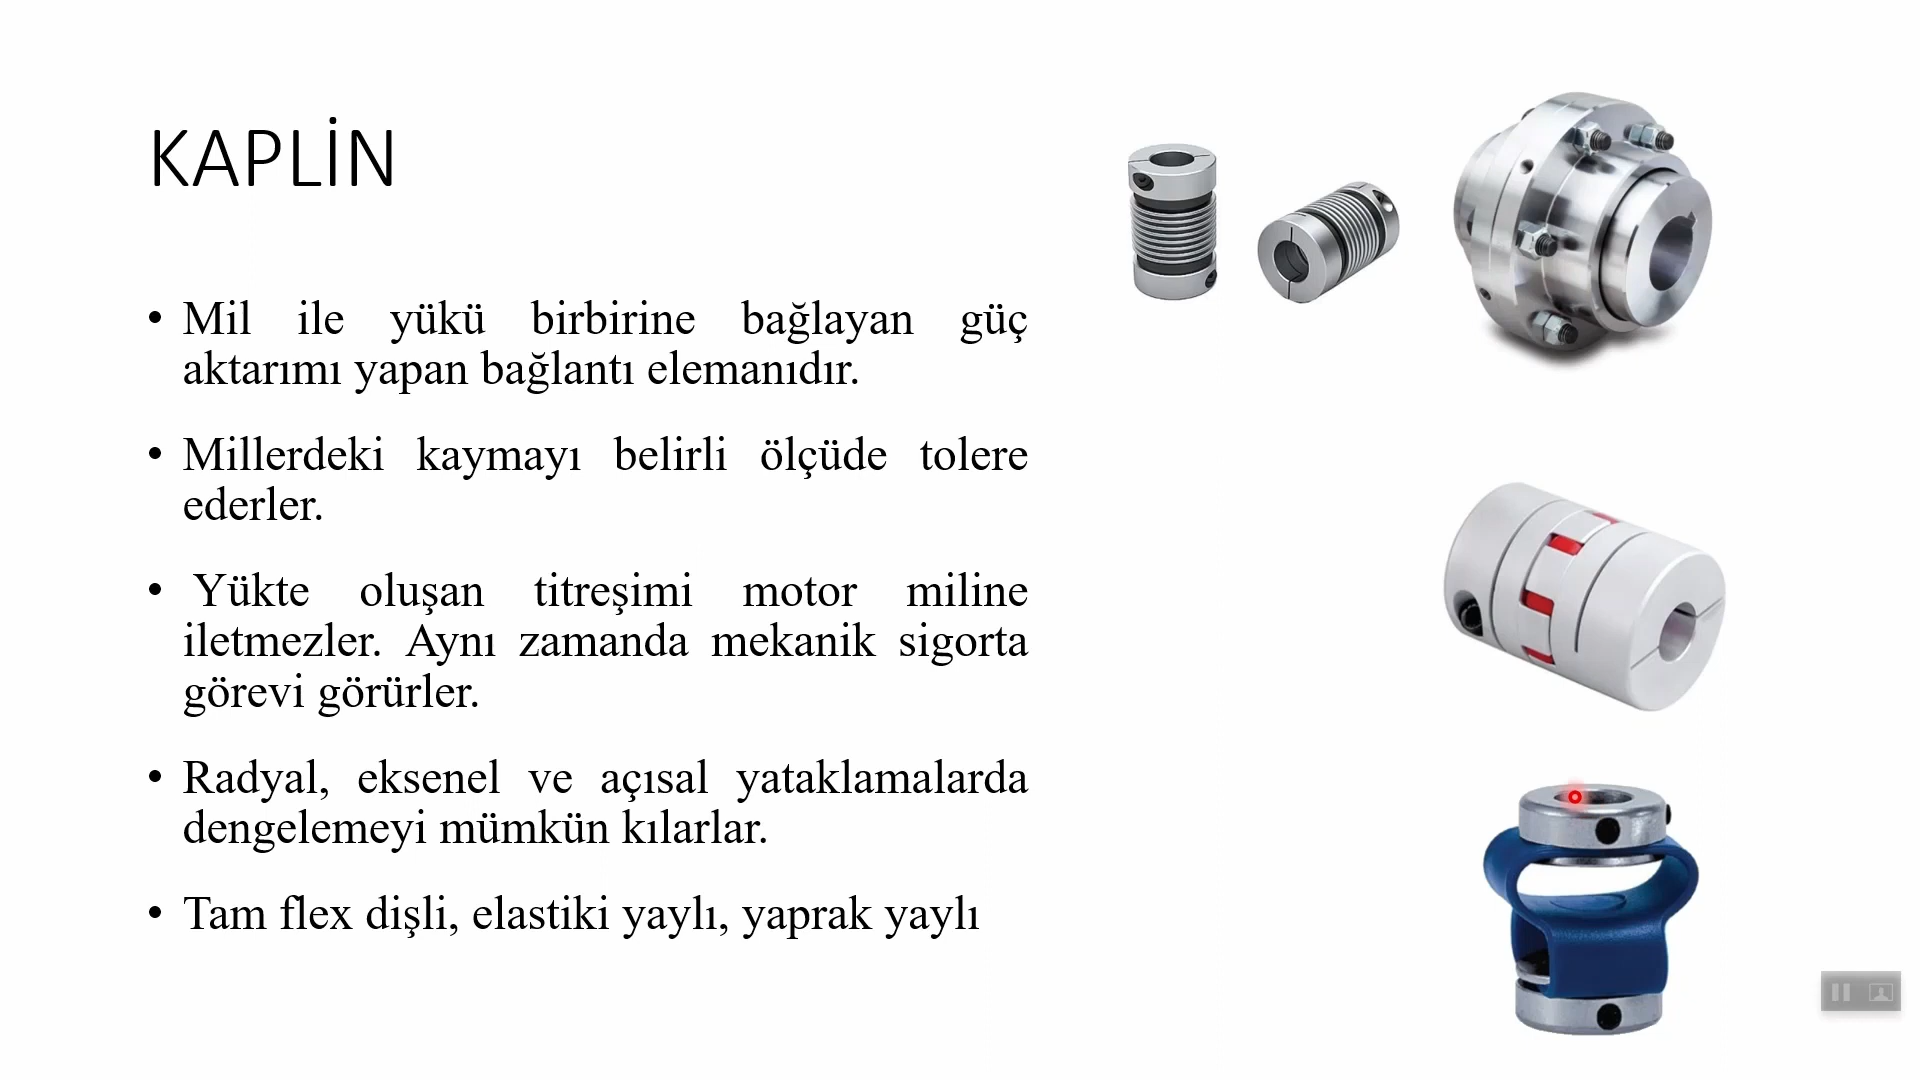 KAPLİN
• Mil ile yükü birbirine bağlayan güç
aktarımı yapan bağlantı elemanıdır.
• Millerdeki kaymayı belirli ölçüde tolere
ederler.
• Yükte oluşan titreşimi motor miline
iletmezler. Aynı zamanda mekanik sigorta
görevi görürler.
• Radyal, eksenel ve açısal yataklamalarda
dengelemeyi mümkün kılarlar.
• Tam flex dişli, elastiki yaylı, yaprak yaylı